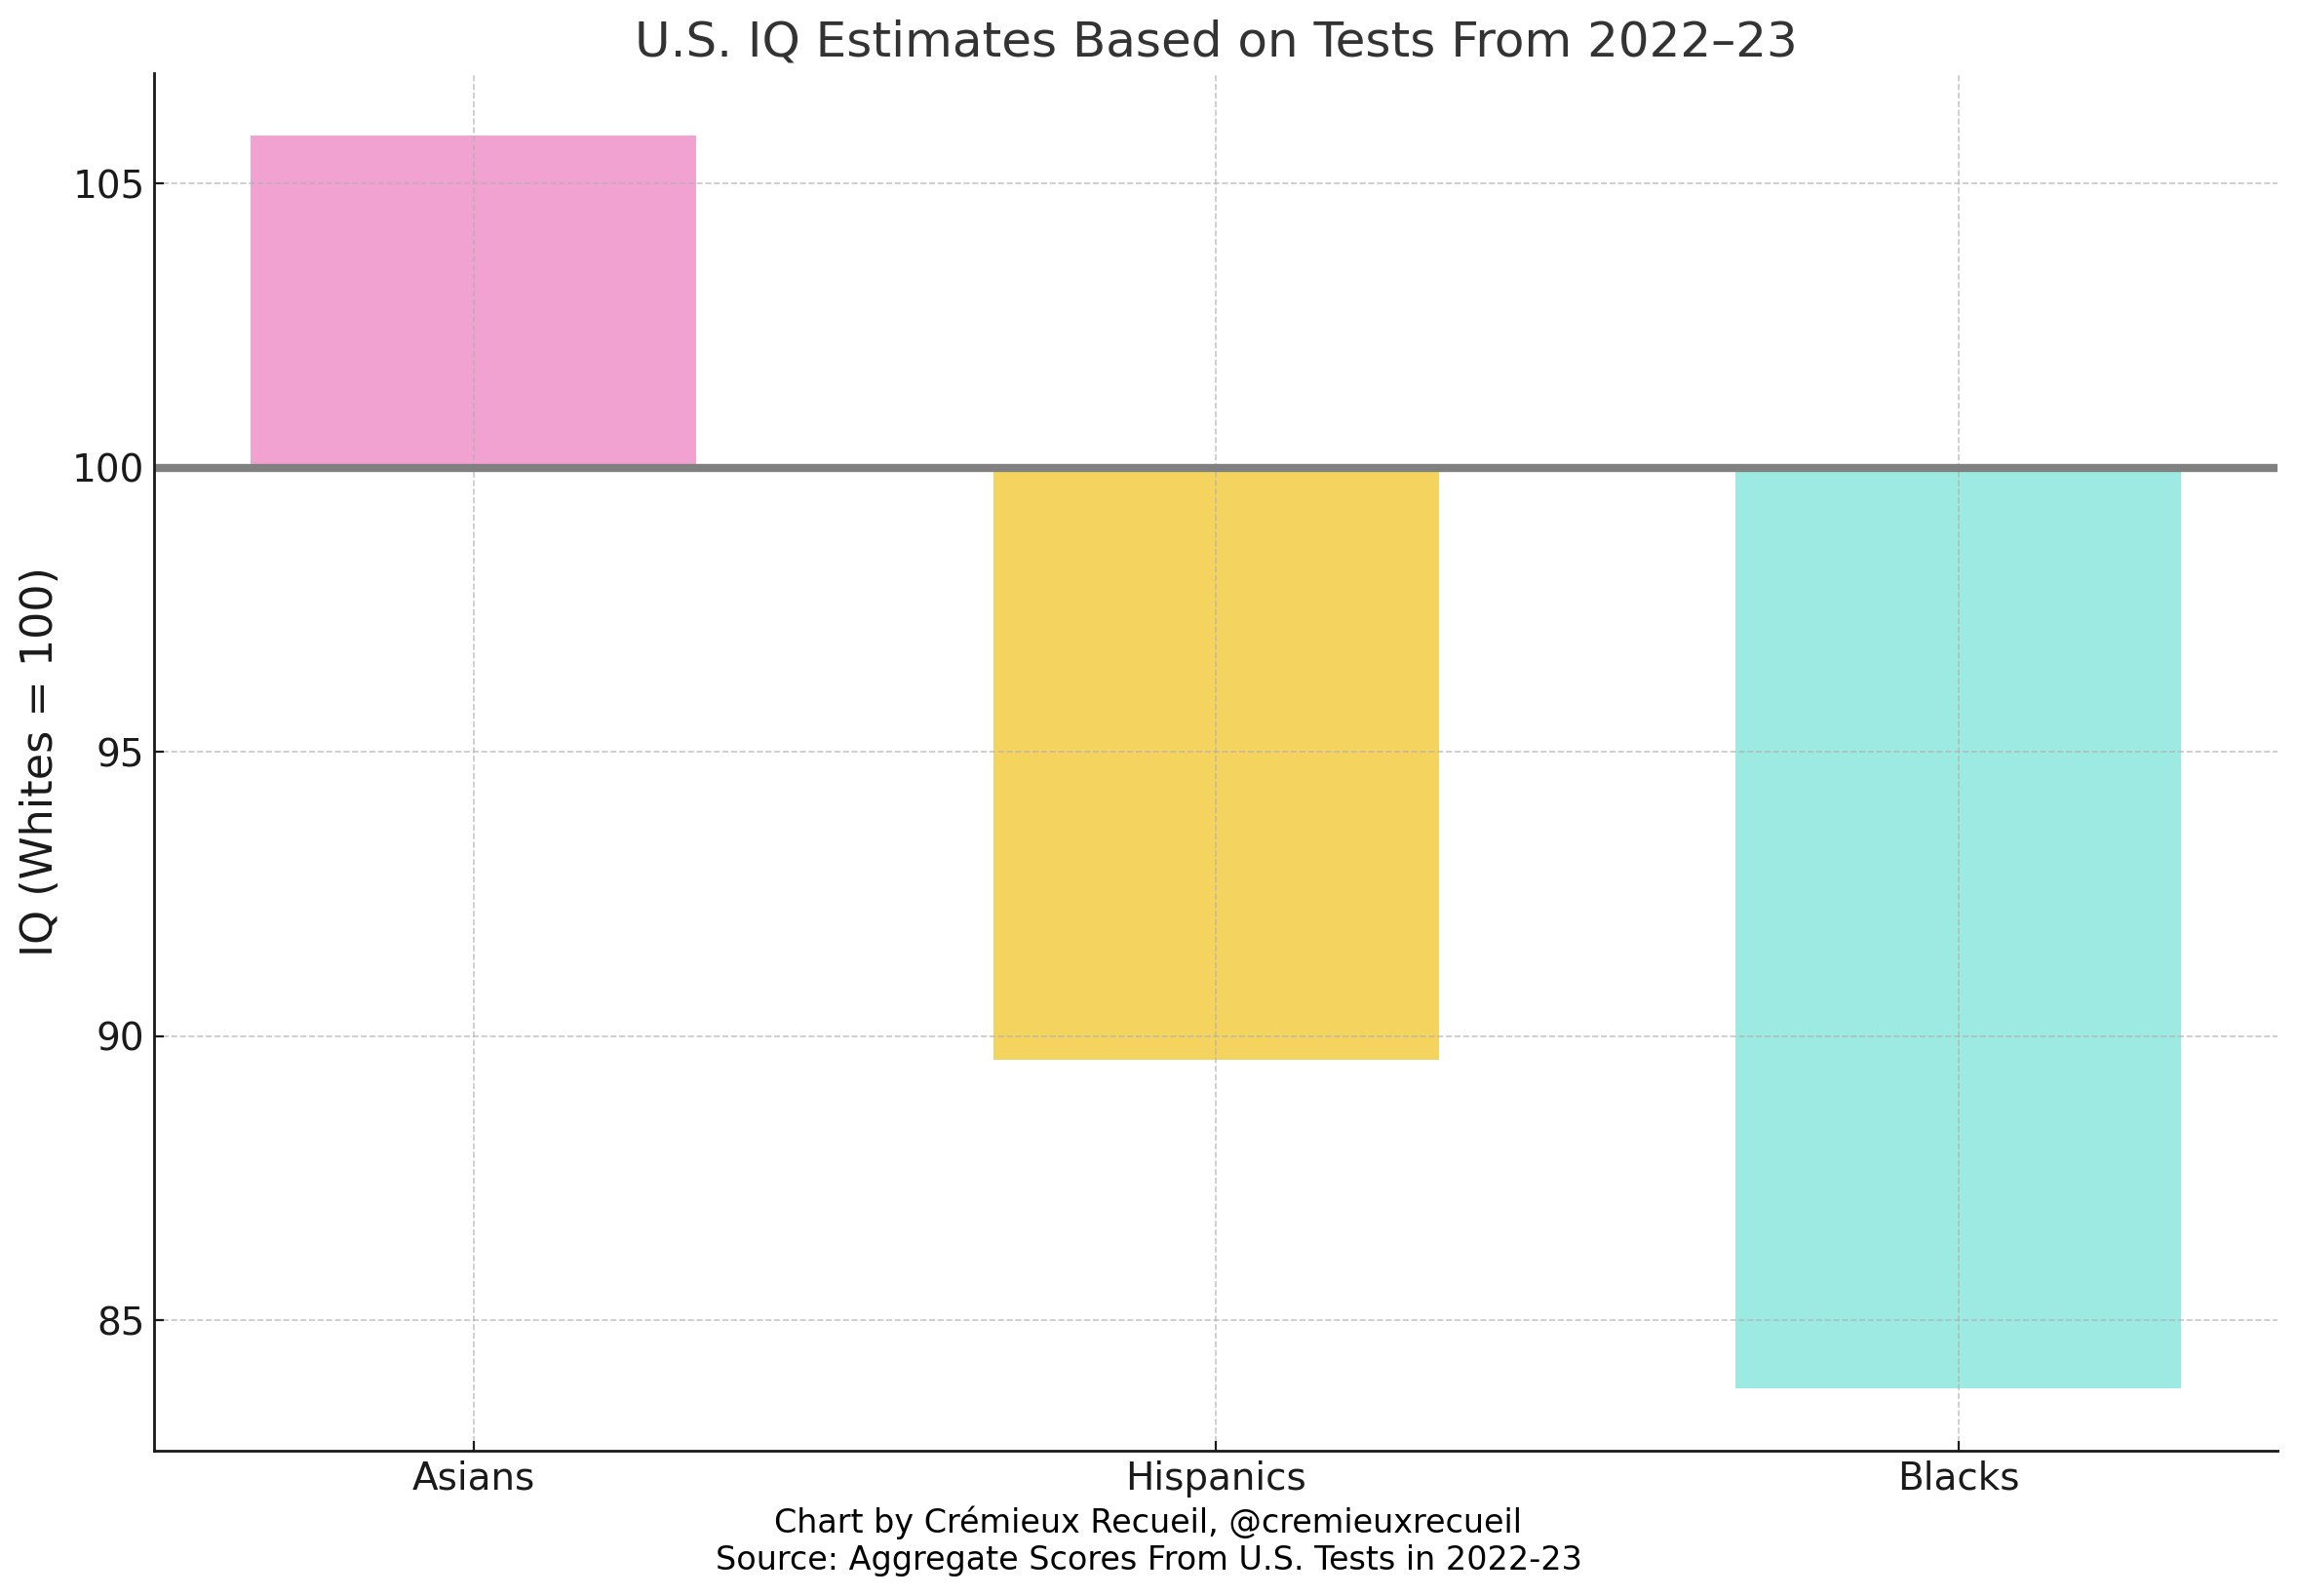 U.S. IQ Estimates Based on Tests From 2022–23
IQ (Whites = 100)
105
100
95
90
85
Asians
Hispanics
Blacks
Chart by Crémieux Recueil, @cremieuxrecueil
Source: Aggregate Scores From U.S. Tests in 2022-23